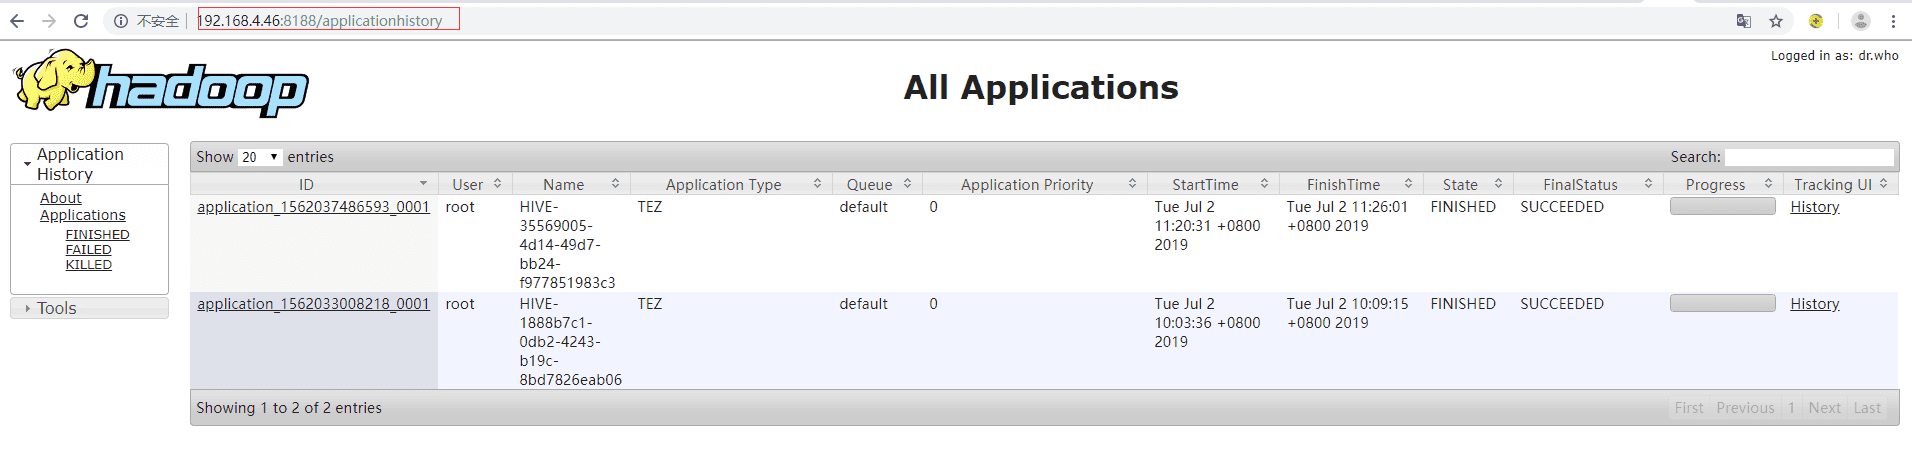 不安全 192.168.4.46:8188/applicationhistory
Logged in as: dr.who
hadoop
All Applications
Application
History
About
Applications
FINISHED
FAILED
KILLED
Tools
Show 20 entries Search:
ID User Name Application Type Queue Application Priority StartTime FinishTime State FinalStatus Progress Tracking UI
application_1562037486593_0001 root HIVE- TEZ default 0 Tue Jul 2 Tue Jul 2 11:26:01 FINISHED SUCCEEDED History
35569005- 11:20:31 +0800 +0800 2019
4d14-49d7- 2019
bb24-
f977851983c3
application_1562033008218_0001 root HIVE- TEZ default 0 Tue Jul 2 Tue Jul 2 10:09:15 FINISHED SUCCEEDED History
1888b7c1- 10:03:36 +0800 +0800 2019
0db2-4243- 2019
b19c-
8bd7826eab06
Showing 1 to 2 of 2 entries First Previous 1 Next Last